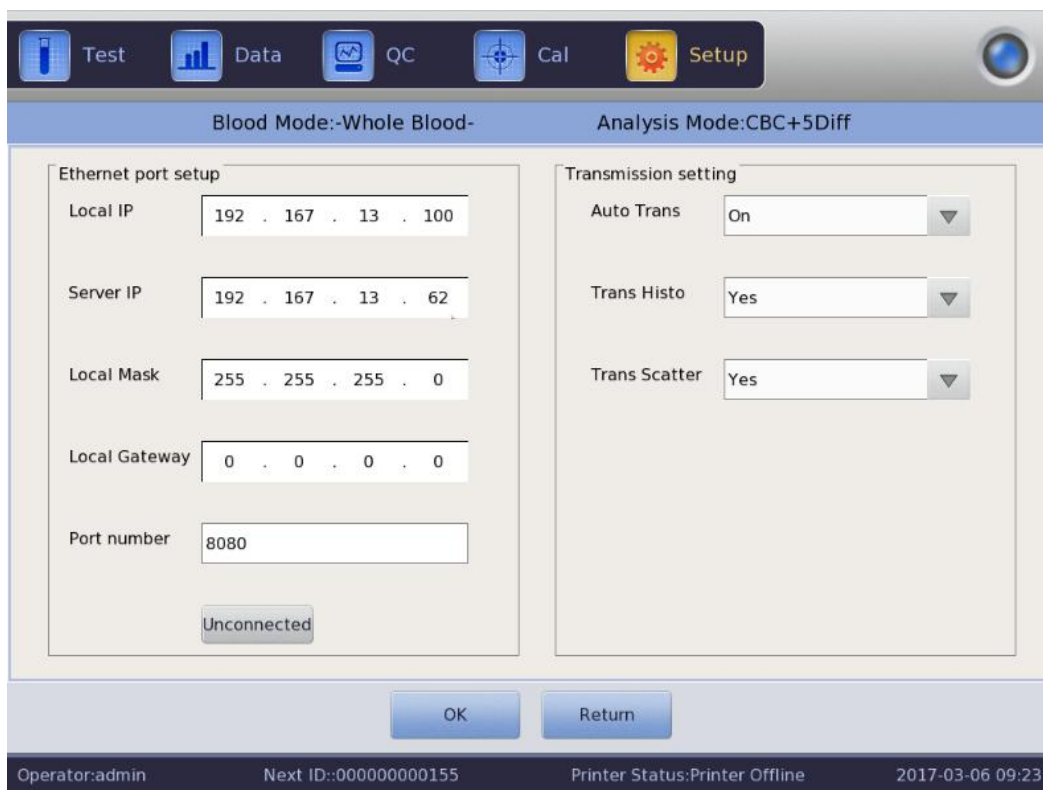 Test Data QC Cal Setup
Blood Mode:-Whole Blood- Analysis Mode:CBC+5Diff
Ethernet port setup
Local IP 192 . 167 . 13 . 100
Server IP 192 . 167 . 13 . 62
Local Mask 255 . 255 . 255 . 0
Local Gateway 0 . 0 . 0 . 0
Port number 8080
Unconnected
Transmission setting
Auto Trans On
Trans Histo Yes
Trans Scatter Yes
OK Return
Operator:admin Next ID::000000000155 Printer Status:Printer Offline 2017-03-06 09:23